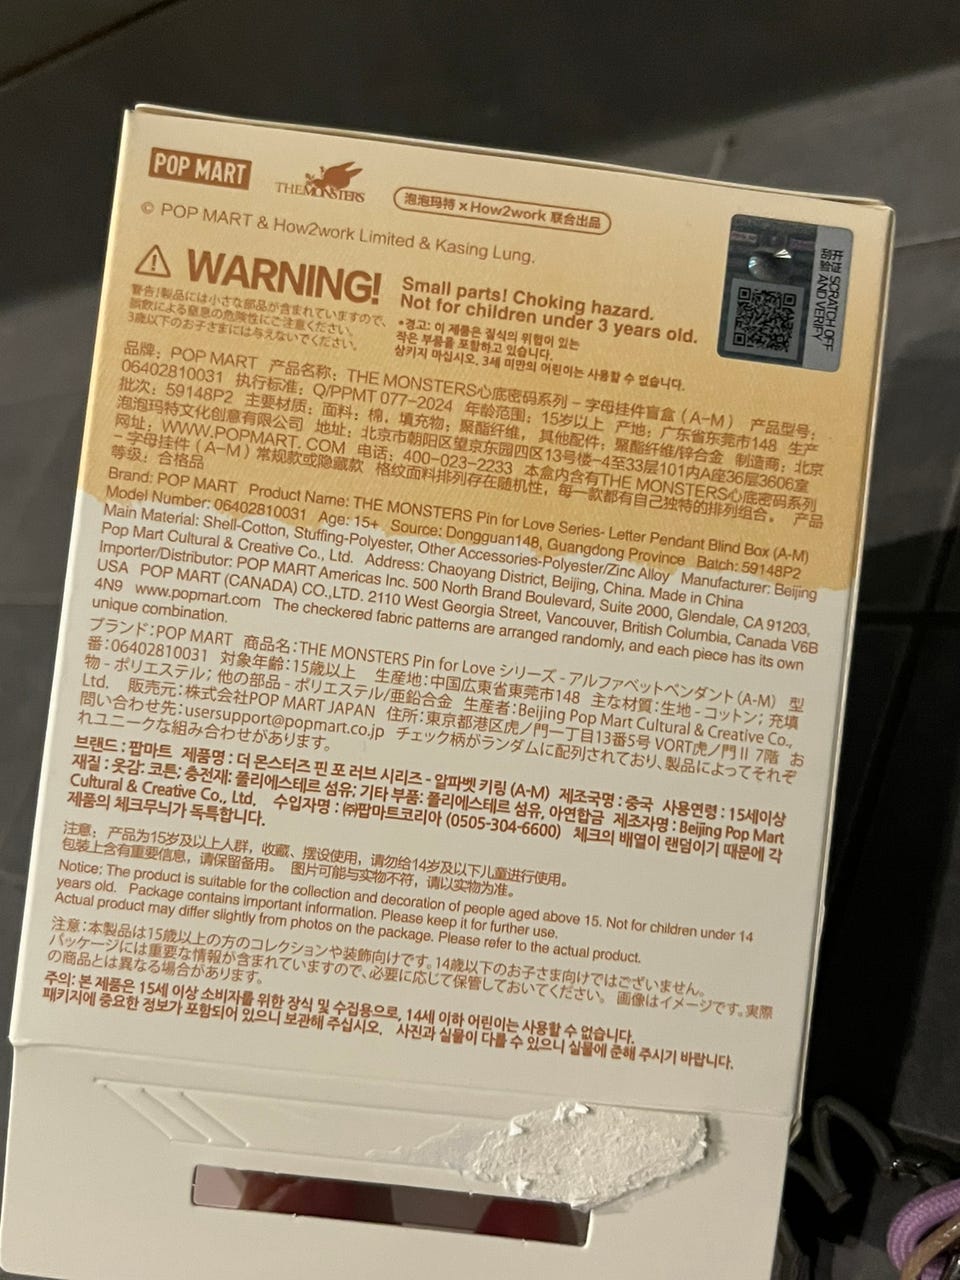 POP MART
THE MONSTERS
泡泡玛特 × How2work 联合出品
© POP MART & How2work Limited & Kasing Lung.
开刮验 SCRATCH OFF AND VERIFY
WARNING!
Small parts! Choking hazard.
Not for children under 3 years old.
警告!製品には小さな部品が含まれていますので、
誤飲による窒息の危険性にご注意ください。
3歳以下のお子さまには与えないでください。
•경고: 이 제품은 질식의 위험이 있는
작은 부품을 포함하고 있습니다.
삼키지 마십시오. 3세 미만의 어린이는 사용할 수 없습니다.
品牌：POP MART 产品名称：THE MONSTERS心底密码系列 – 字母挂件盲盒（A–M） 产品型号：
06402810031 执行标准：Q/PPMT 077–2024 年龄范围：15岁以上 产地：广东省东莞市148 生产
批次：59148P2 主要材质：面料：棉，填充物：聚酯纤维，其他配件：聚酯纤维/锌合金 制造商：北京
泡泡玛特文化创意有限公司 地址：北京市朝阳区望京东园四区13号楼–4至33层101内A座36层3606室
网址：WWW.POPMART. COM 电话：400–023–2233 本盒内含有THE MONSTERS心底密码系列
– 字母挂件（A–M）常规款或隐藏款 格纹面料排列存在随机性，每一款都有自己独特的排列组合。 产品
等级：合格品
Brand: POP MART Product Name: THE MONSTERS Pin for Love Series- Letter Pendant Blind Box (A-M)
Model Number: 06402810031 Age: 15+ Source: Dongguan148, Guangdong Province Batch: 59148P2
Main Material: Shell-Cotton, Stuffing-Polyester, Other Accessories-Polyester/Zinc Alloy Manufacturer: Beijing
Pop Mart Cultural & Creative Co., Ltd. Address: Chaoyang District, Beijing, China. Made in China
Importer/Distributor: POP MART Americas Inc. 500 North Brand Boulevard, Suite 2000, Glendale, CA 91203,
USA POP MART (CANADA) CO.,LTD. 2110 West Georgia Street, Vancouver, British Columbia, Canada V6B
4N9 www.popmart.com The checkered fabric patterns are arranged randomly, and each piece has its own
unique combination.
ブランド：POP MART 商品名：THE MONSTERS Pin for Love シリーズ - アルファベットペンダント（A-M） 型
番：06402810031 対象年齢：15歳以上 生産地：中国広東省東莞市148 主な材質：生地 - コットン；充填
物 - ポリエステル；他の部品 - ポリエステル/亜鉛合金 生産者：Beijing Pop Mart Cultural & Creative Co.,
Ltd. 販売元：株式会社POP MART JAPAN 住所：東京都港区虎ノ門一丁目13番5号 VORT虎ノ門Ⅱ 7階 お
問い合わせ先：usersupport@popmart.co.jp チェック柄がランダムに配列されており、製品によってそれぞ
れユニークな組み合わせがあります。
브랜드 : 팝마트 제품명 : 더 몬스터즈 핀 포 러브 시리즈 - 알파벳 키링 (A-M) 제조국명 : 중국 사용연령 : 15세이상
재질 : 옷감: 코튼; 충전재: 폴리에스테르 섬유; 기타 부품: 폴리에스테르 섬유, 아연합금 제조자명 : Beijing Pop Mart
Cultural & Creative Co., Ltd. 수입자명 : ㈜팝마트코리아 (0505-304-6600) 체크의 배열이 랜덤이기 때문에 각
제품의 체크무늬가 독특합니다.
注意：产品为15岁及以上人群，收藏、摆设使用，请勿给14岁及以下儿童进行使用。
包装上含有重要信息，请保留备用。 图片可能与实物不符，请以实物为准。
Notice: The product is suitable for the collection and decoration of people aged above 15. Not for children under 14
years old. Package contains important information. Please keep it for further use.
Actual product may differ slightly from photos on the package. Please refer to the actual product.
注意：本製品は15歳以上の方のコレクションや装飾向けです。14歳以下のお子さま向けではございません。
パッケージには重要な情報が含まれていますので、必要に応じて保管しておいてください。 画像はイメージです。実際
の商品とは異なる場合があります。
주의: 본 제품은 15세 이상 소비자를 위한 장식 및 수집용으로, 14세 이하 어린이는 사용할 수 없습니다.
패키지에 중요한 정보가 포함되어 있으니 보관해 주십시오. 사진과 실물이 다를 수 있으니 실물에 준해 주시기 바랍니다.